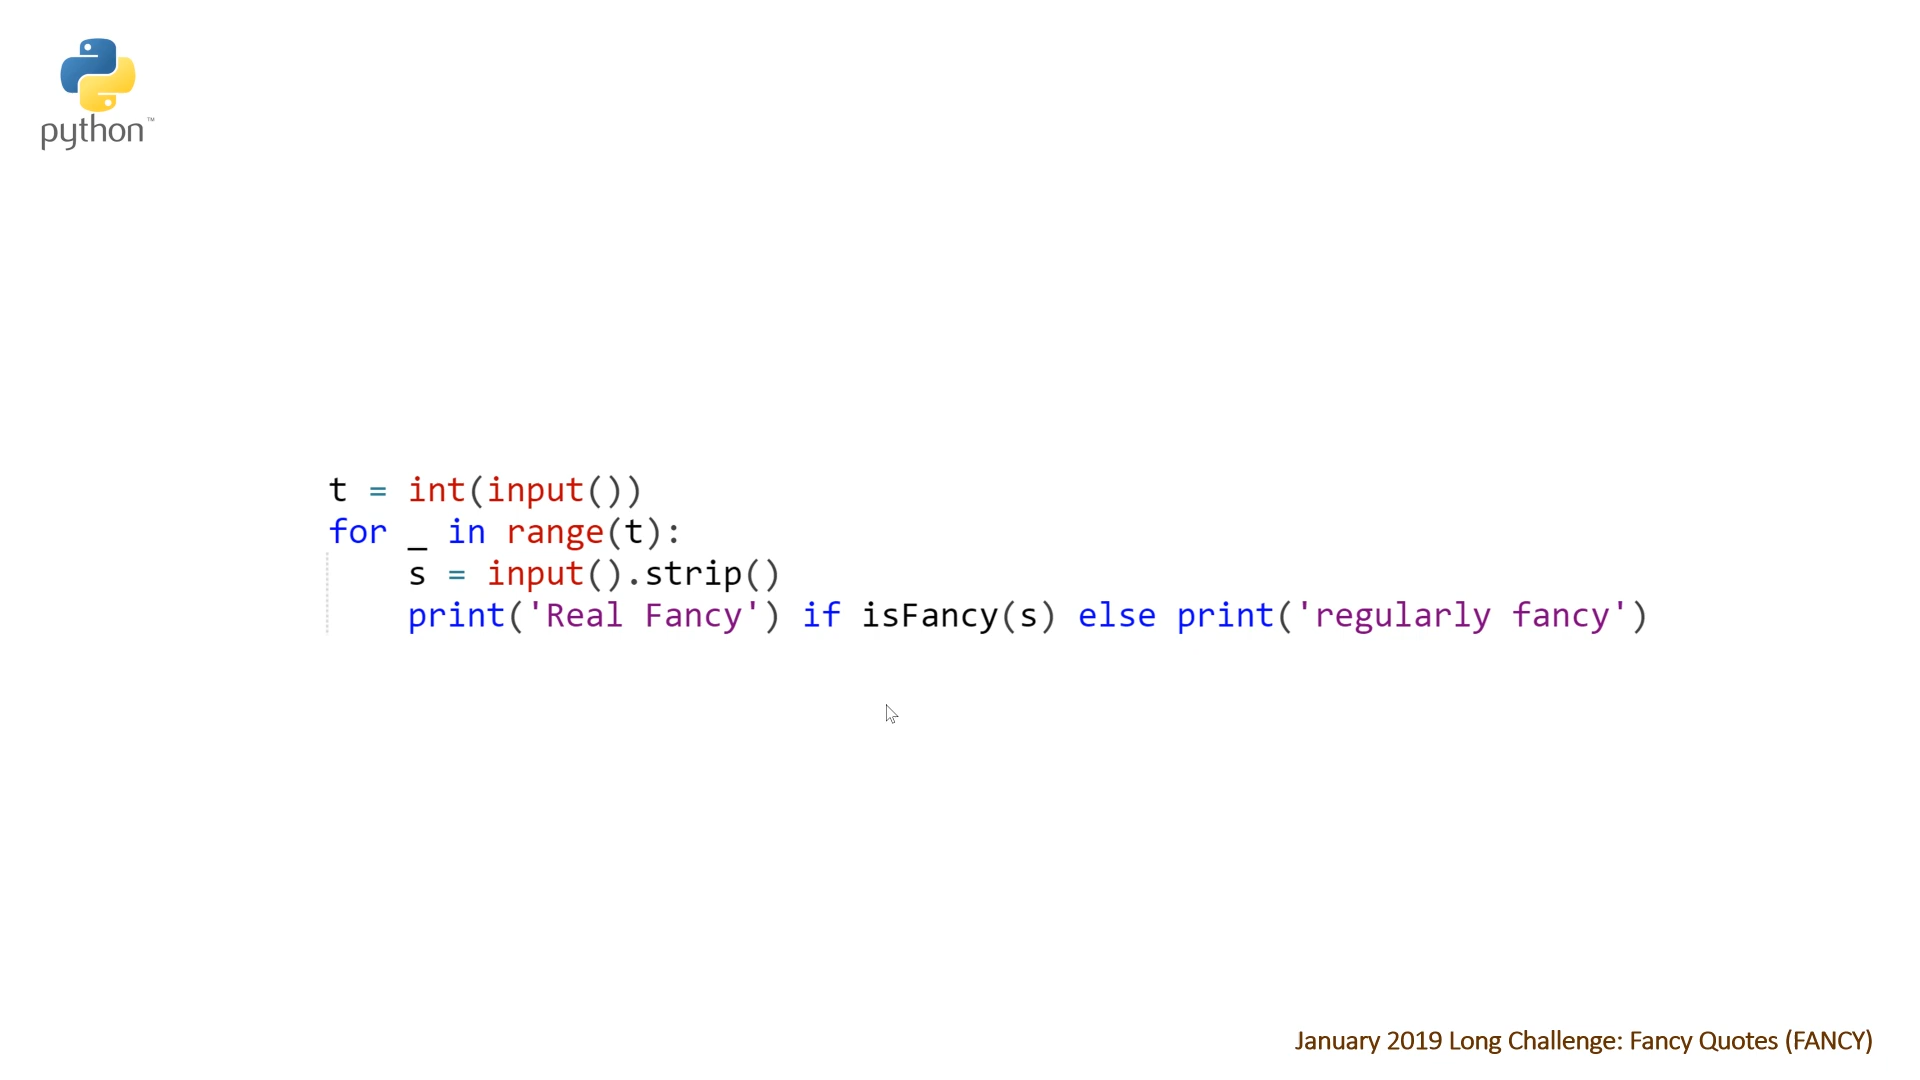 python™
t = int(input())
for _ in range(t):
    s = input().strip()
    print('Real Fancy') if isFancy(s) else print('regularly fancy')
January 2019 Long Challenge: Fancy Quotes (FANCY)